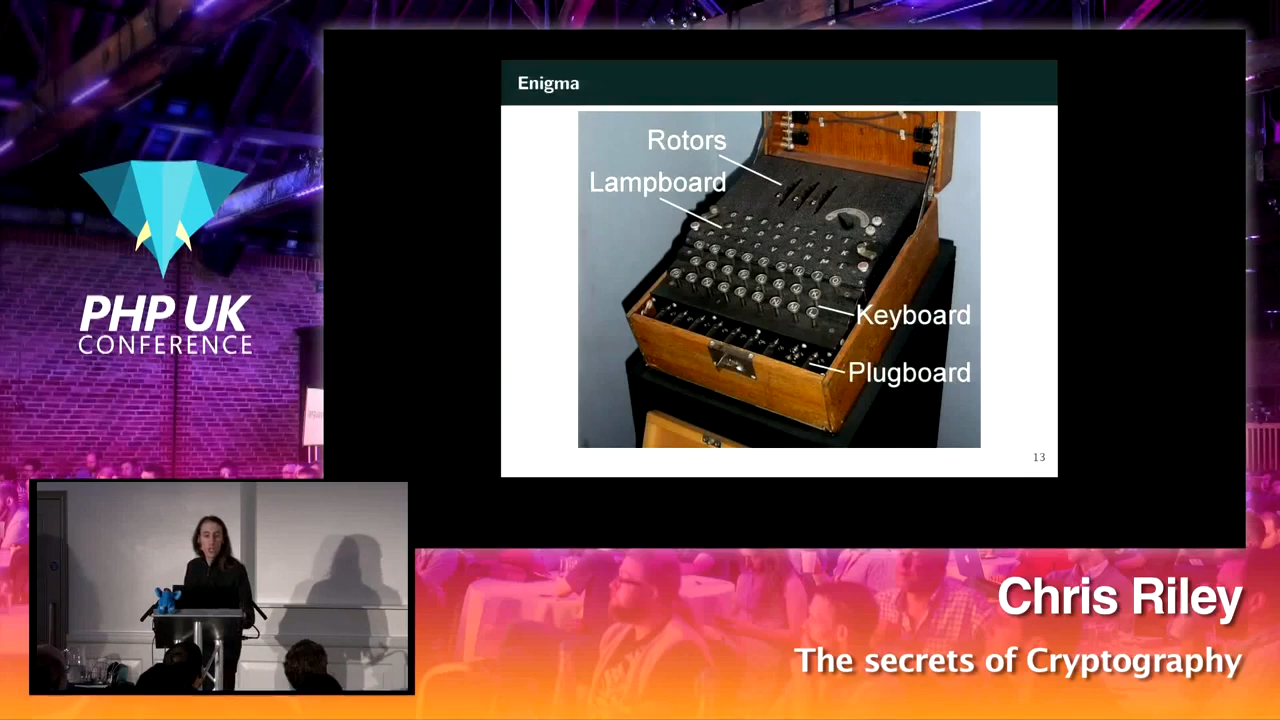 Enigma
Rotors
Lampboard
Keyboard
Plugboard
13
PHP UK
CONFERENCE
Chris Riley
The secrets of Cryptography